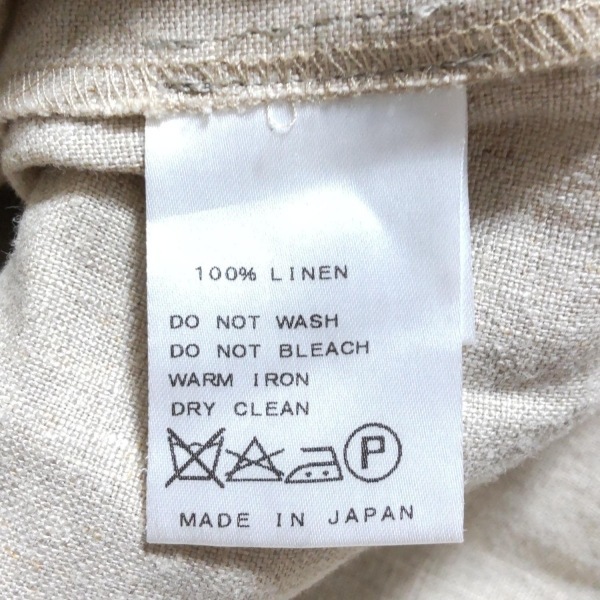 100% LINEN
DO NOT WASH
DO NOT BLEACH
WARM IRON
DRY CLEAN
P
MADE IN JAPAN